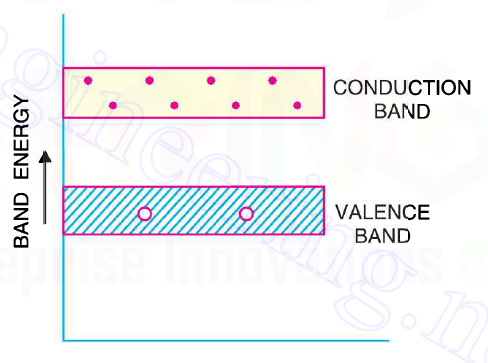 CONDUCTION
BAND
BAND ENERGY
VALENCE
BAND